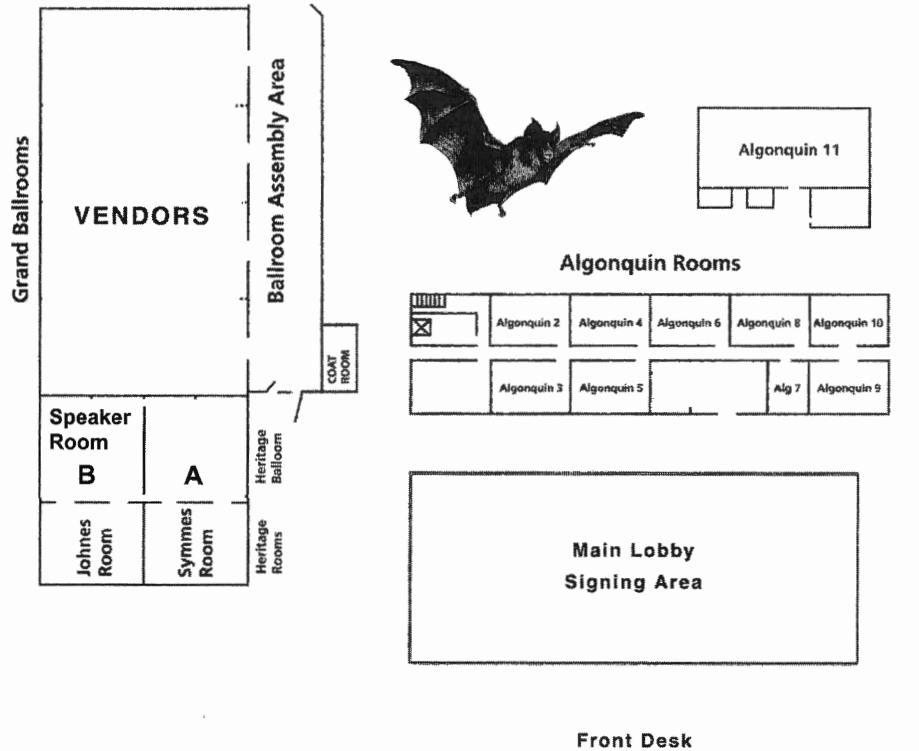 Grand Ballrooms
VENDORS
Ballroom Assembly Area
COAT
ROOM
Speaker
Room
B
A
Heritage
Balloom
Johnes
Room
Symmes
Room
Heritage
Rooms
Algonquin 11
Algonquin Rooms
Algonquin 2
Algonquin 4
Algonquin 6
Algonquin 8
Algonquin 10
Algonquin 3
Algonquin 5
Alg 7
Algonquin 9
Main Lobby
Signing Area
Front Desk